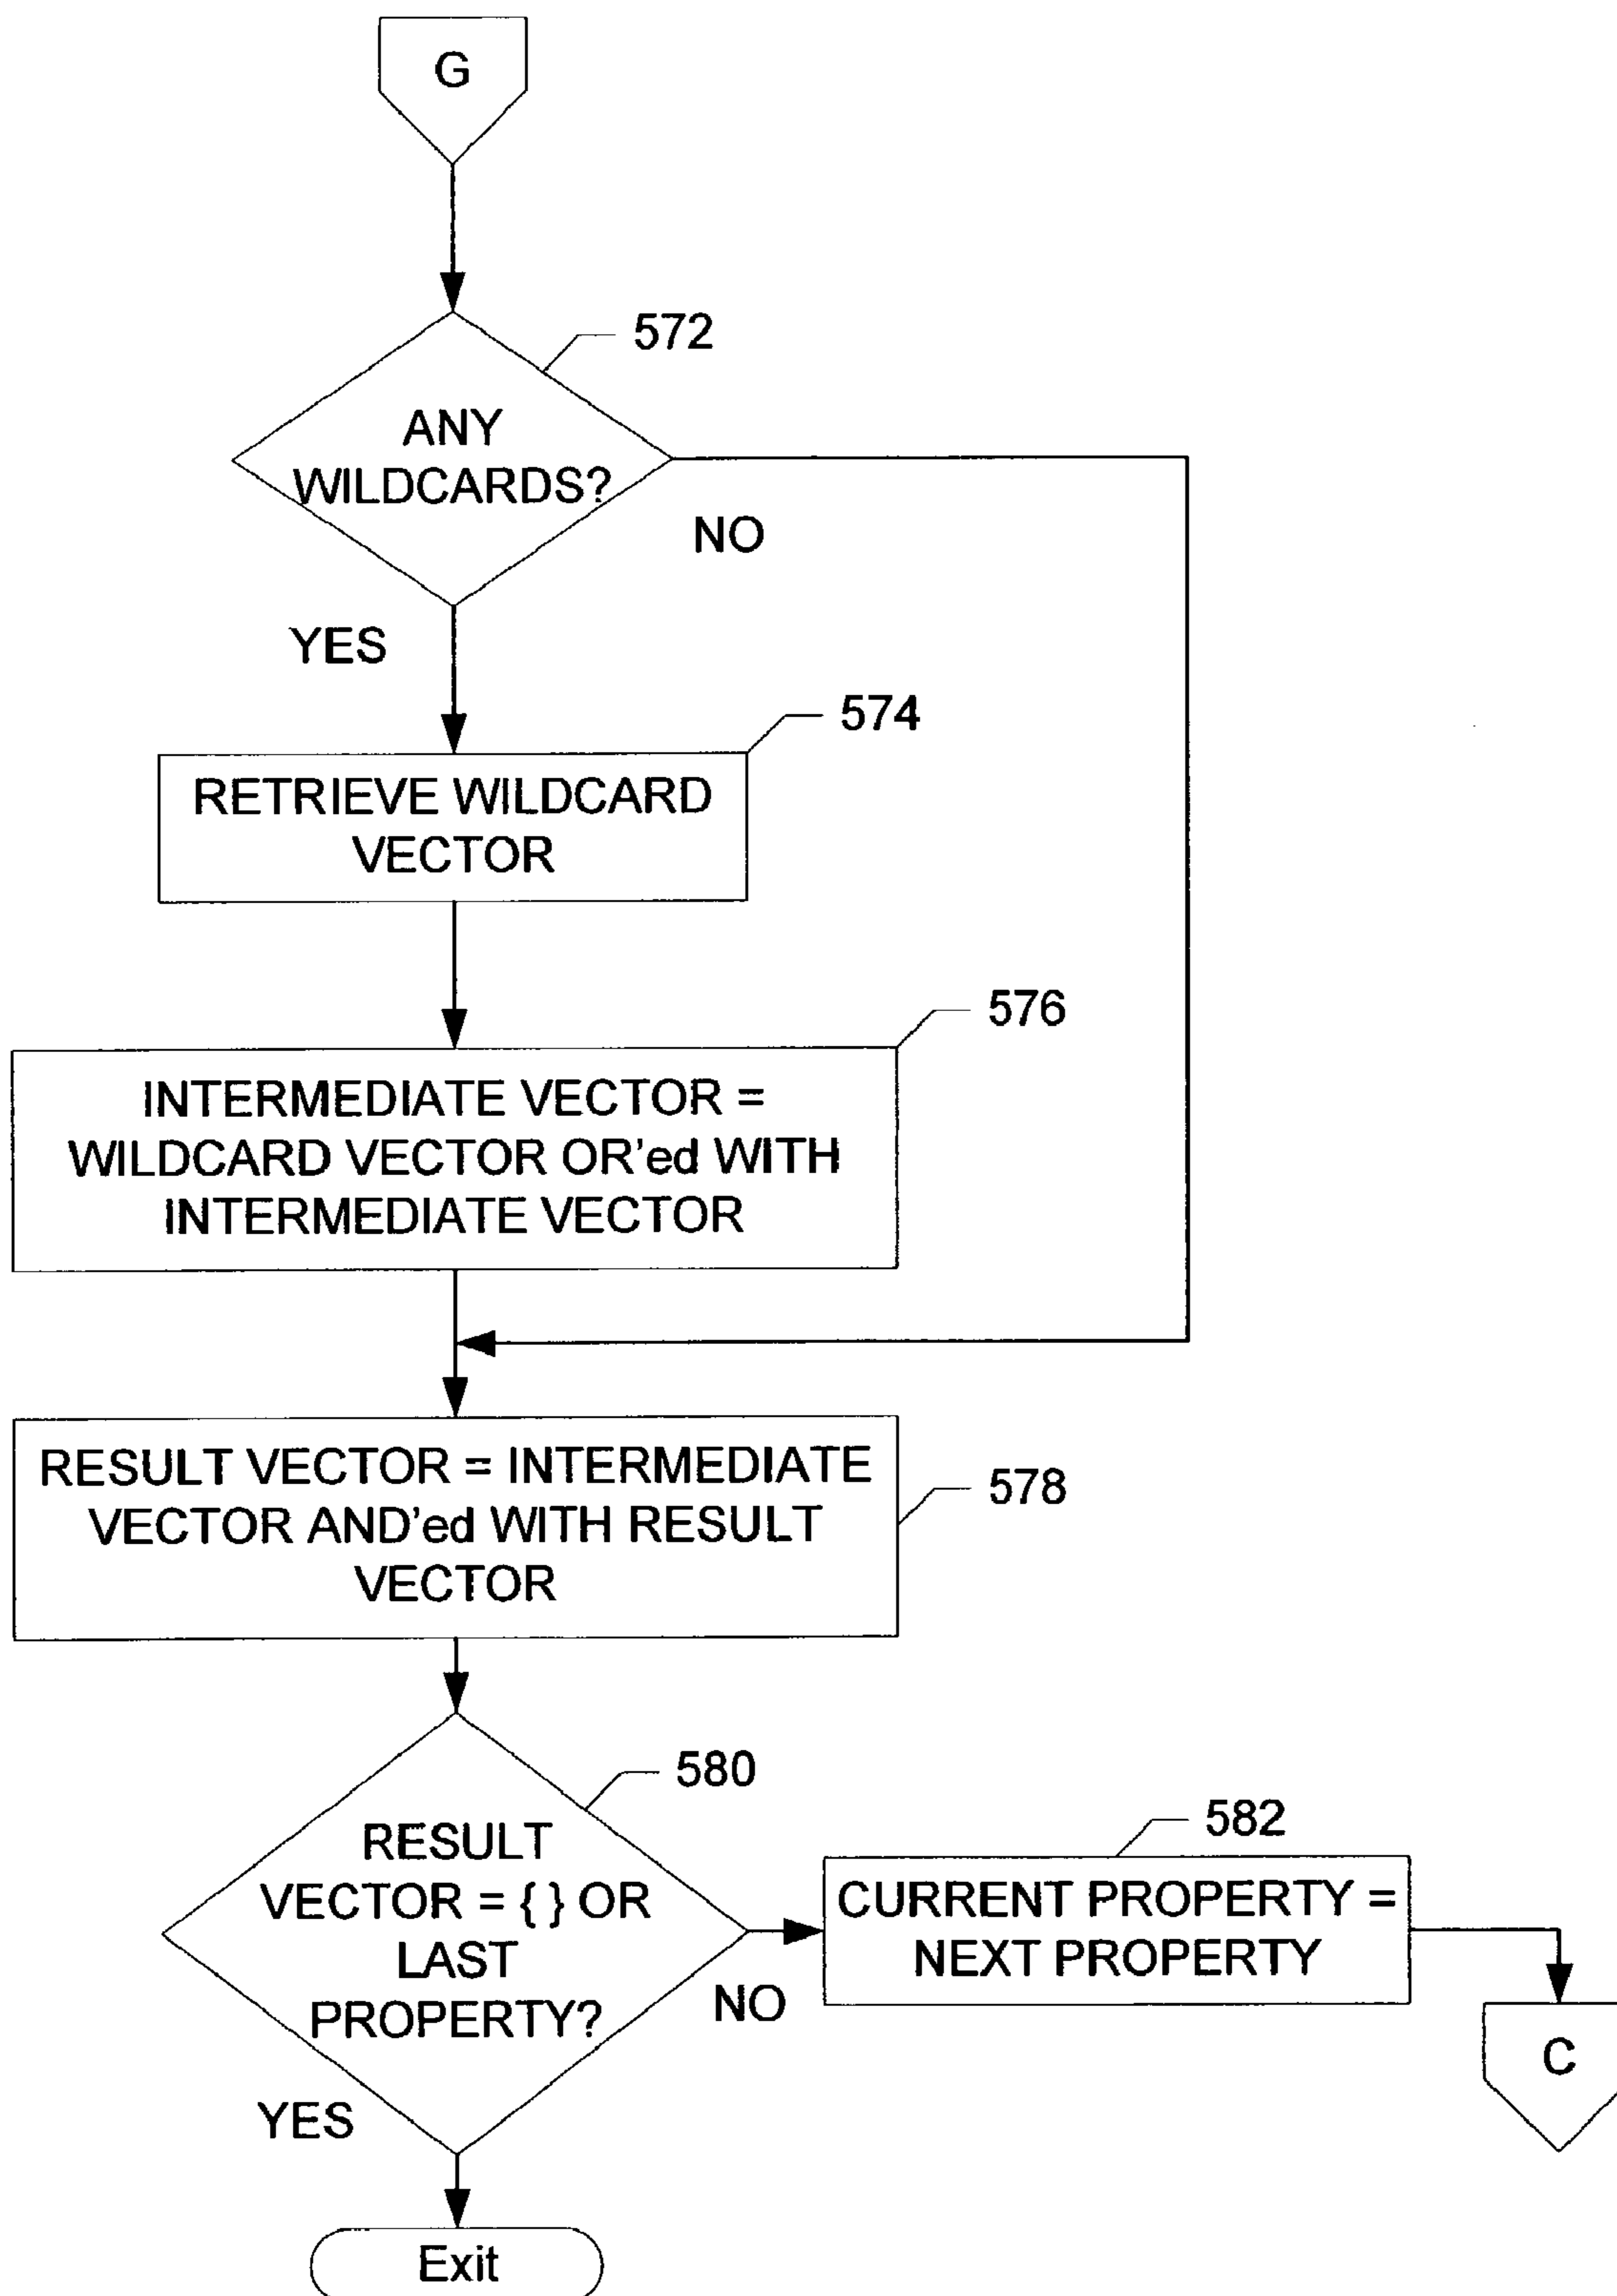 G
572
ANY
WILDCARDS?
NO
YES
574
RETRIEVE WILDCARD
VECTOR
576
INTERMEDIATE VECTOR =
WILDCARD VECTOR OR'ed WITH
INTERMEDIATE VECTOR
RESULT VECTOR = INTERMEDIATE
VECTOR AND'ed WITH RESULT
VECTOR
578
580
RESULT
VECTOR = { } OR
LAST
PROPERTY?
NO
582
CURRENT PROPERTY =
NEXT PROPERTY
C
YES
Exit